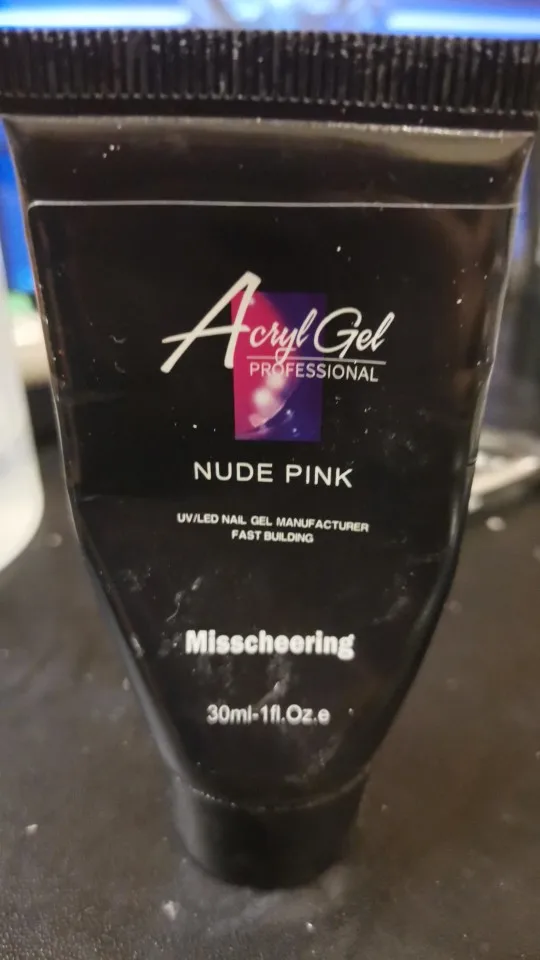 Acryl Gel
PROFESSIONAL
NUDE PINK
UV/LED NAIL GEL MANUFACTURER
FAST BUILDING
Misscheering
30ml-1fl.Oz.e